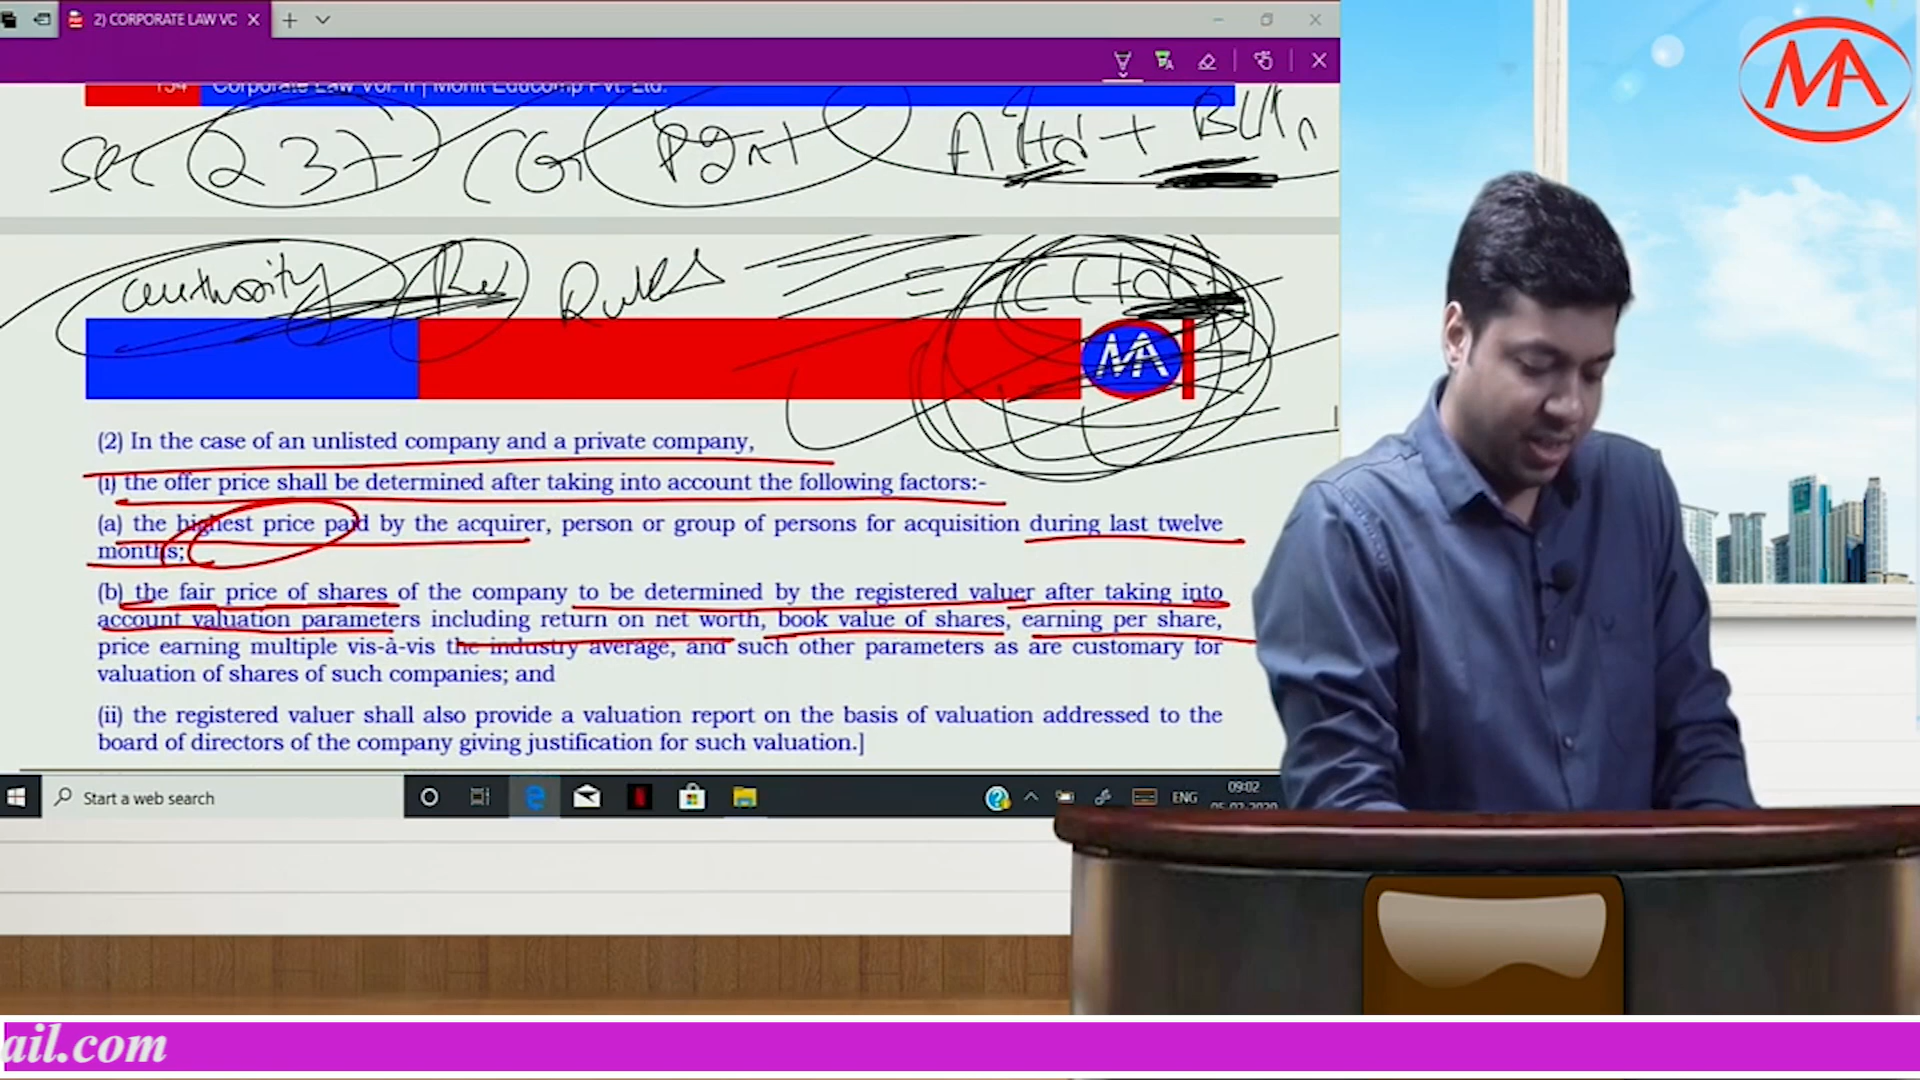 2) CORPORATE LAW VC
MA
154 Corporate Law Vol. II | Mohit Educomp Pvt. Ltd.
Sec 237
authority Rules
MA
(2) In the case of an unlisted company and a private company,
(i) the offer price shall be determined after taking into account the following factors:-
(a) the highest price paid by the acquirer, person or group of persons for acquisition during last twelve
months;
(b) the fair price of shares of the company to be determined by the registered valuer after taking into
account valuation parameters including return on net worth, book value of shares, earning per share,
price earning multiple vis-à-vis the industry average, and such other parameters as are customary for
valuation of shares of such companies; and
(ii) the registered valuer shall also provide a valuation report on the basis of valuation addressed to the
board of directors of the company giving justification for such valuation.]
Start a web search
ENG
09:02
05-02-2020
ail.com